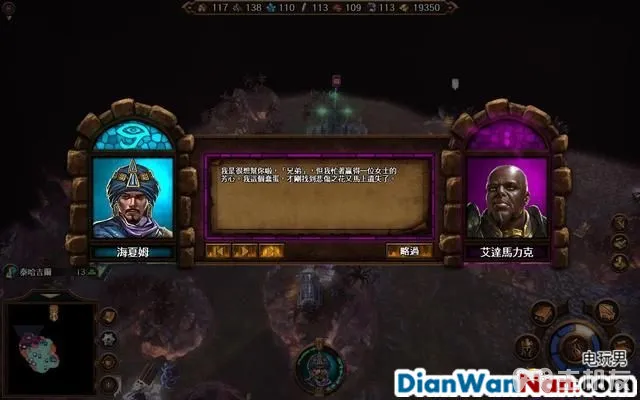 117 138 110 113 109 113 19350
我是很想幫你啦，「兄弟」，但我忙著贏得一位女士的
芳心。我這個蠢蛋，才剛找到悲傷之花又馬上遺失了。
略過
海夏姆
艾達馬力克
泰哈吉爾 13
电玩男
DianWanNan.com